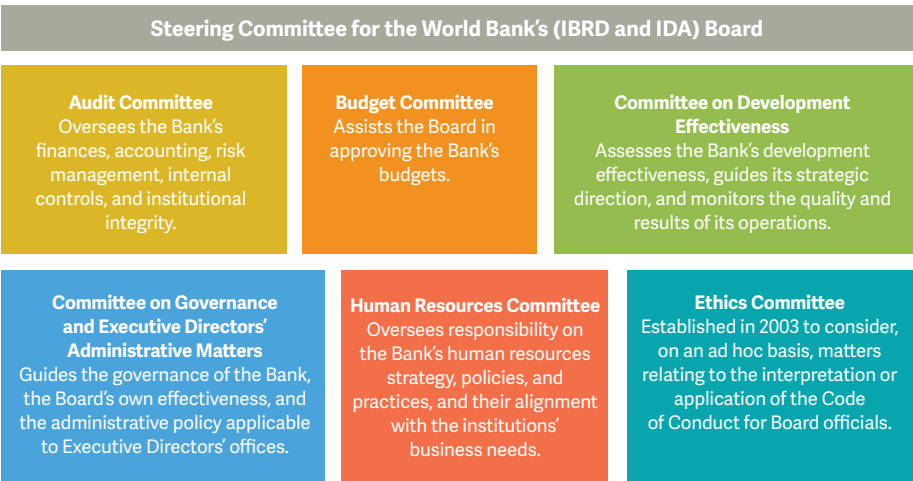 Steering Committee for the World Bank's (IBRD and IDA) Board
Audit Committee
Oversees the Bank's
finances, accounting, risk
management, internal
controls, and institutional
integrity.
Budget Committee
Assists the Board in
approving the Bank's
budgets.
Committee on Development
Effectiveness
Assesses the Bank's development
effectiveness, guides its strategic
direction, and monitors the quality and
results of its operations.
Committee on Governance
and Executive Directors'
Administrative Matters
Guides the governance of the Bank,
the Board's own effectiveness, and
the administrative policy applicable
to Executive Directors' offices.
Human Resources Committee
Oversees responsibility on
the Bank's human resources
strategy, policies, and
practices, and their alignment
with the institutions'
business needs.
Ethics Committee
Established in 2003 to consider,
on an ad hoc basis, matters
relating to the interpretation or
application of the Code
of Conduct for Board officials.